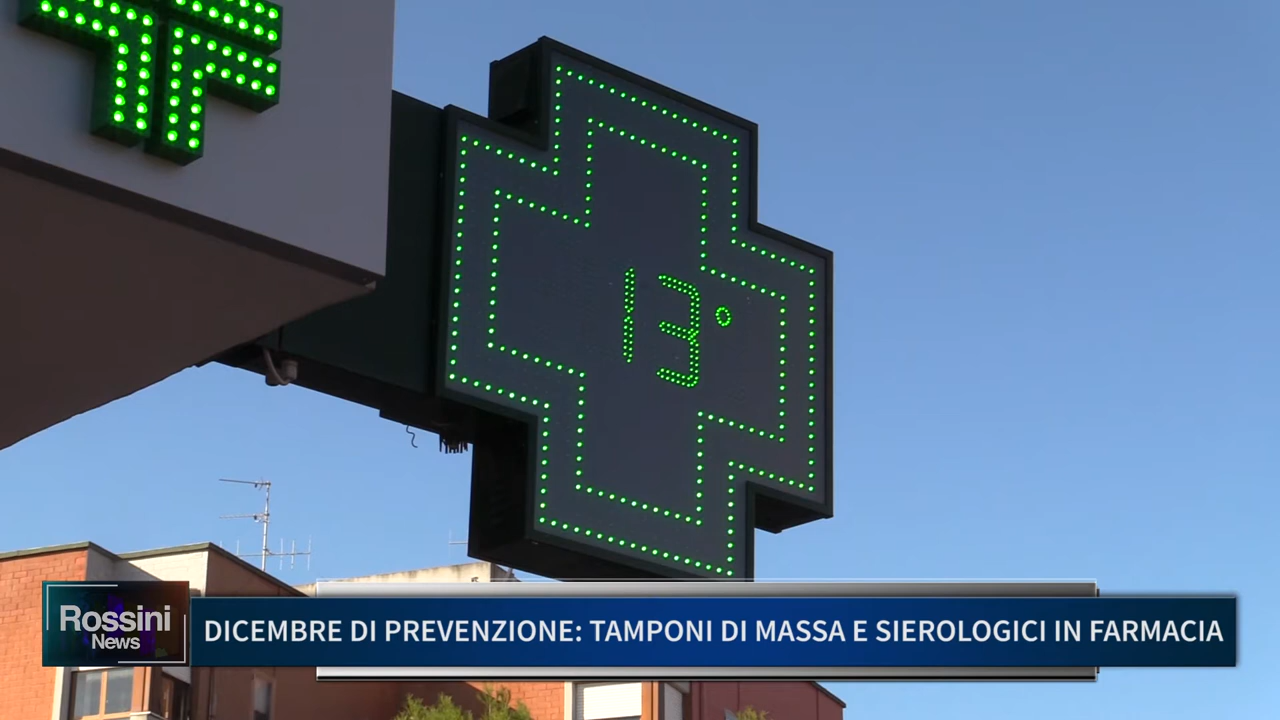 13°
Rossini
News
DICEMBRE DI PREVENZIONE: TAMPONI DI MASSA E SIEROLOGICI IN FARMACIA